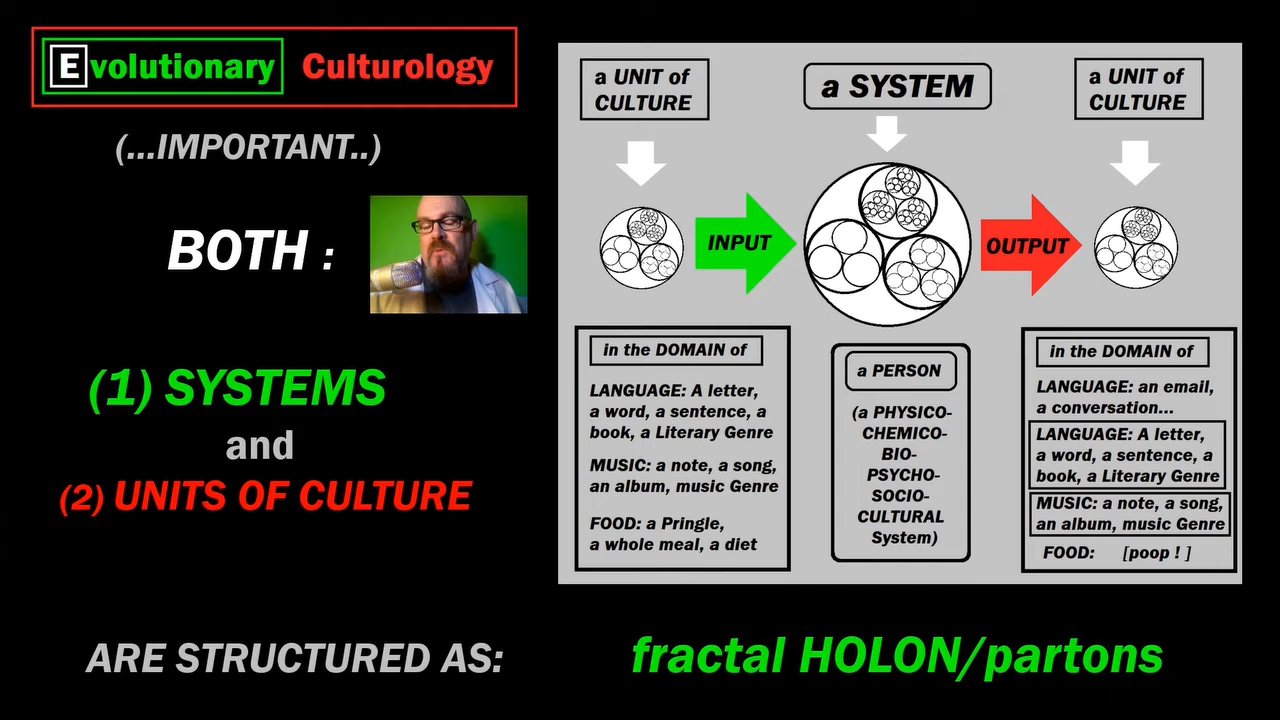 Evolutionary Culturology
(...IMPORTANT..)
BOTH :
(1) SYSTEMS
and
(2) UNITS OF CULTURE
ARE STRUCTURED AS:
fractal HOLON/partons
a UNIT of
CULTURE
a SYSTEM
a UNIT of
CULTURE
INPUT
OUTPUT
in the DOMAIN of
LANGUAGE: A letter,
a word, a sentence, a
book, a Literary Genre
MUSIC: a note, a song,
an album, music Genre
FOOD: a Pringle,
a whole meal, a diet
a PERSON
(a PHYSICO-
CHEMICO-
BIO-
PSYCHO-
SOCIO-
CULTURAL
System)
in the DOMAIN of
LANGUAGE: an email,
a conversation...
LANGUAGE: A letter,
a word, a sentence, a
book, a Literary Genre
MUSIC: a note, a song,
an album, music Genre
FOOD: [poop ! ]